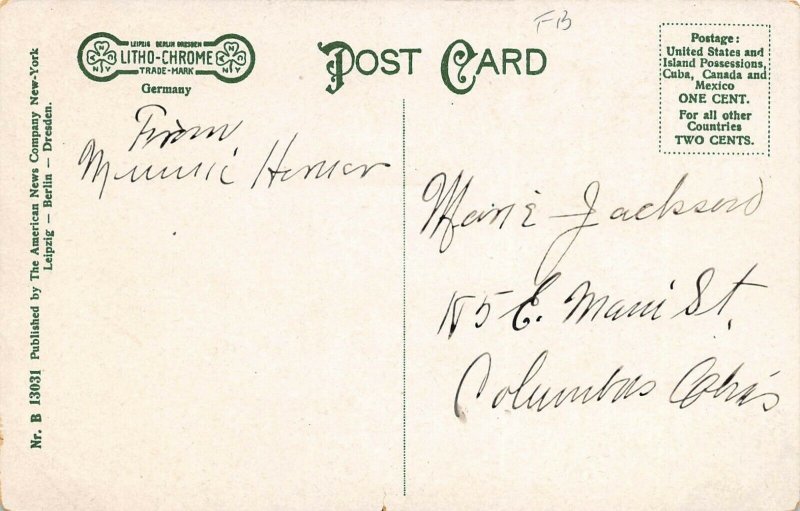 FB
LEIPZIG BERLIN DRESDEN
LITHO-CHROME
TRADE-MARK
Germany
POST CARD
Postage:
United States and
Island Possessions,
Cuba, Canada and
Mexico
ONE CENT.
For all other
Countries
TWO CENTS.
Nr. B 13031 Published by The American News Company New-York
Leipzig – Berlin – Dresden.
From
Minnie
Marie Jackson
E. Main St.
Columbus Ohio